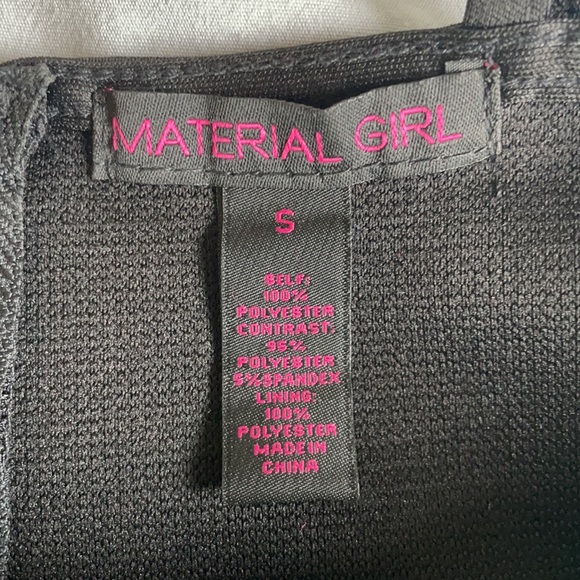 MATERIAL GIRL
S
SELF:
100%
POLYESTER
CONTRAST:
95%
POLYESTER
5%SPANDEX
LINING:
100%
POLYESTER
MADE IN
CHINA